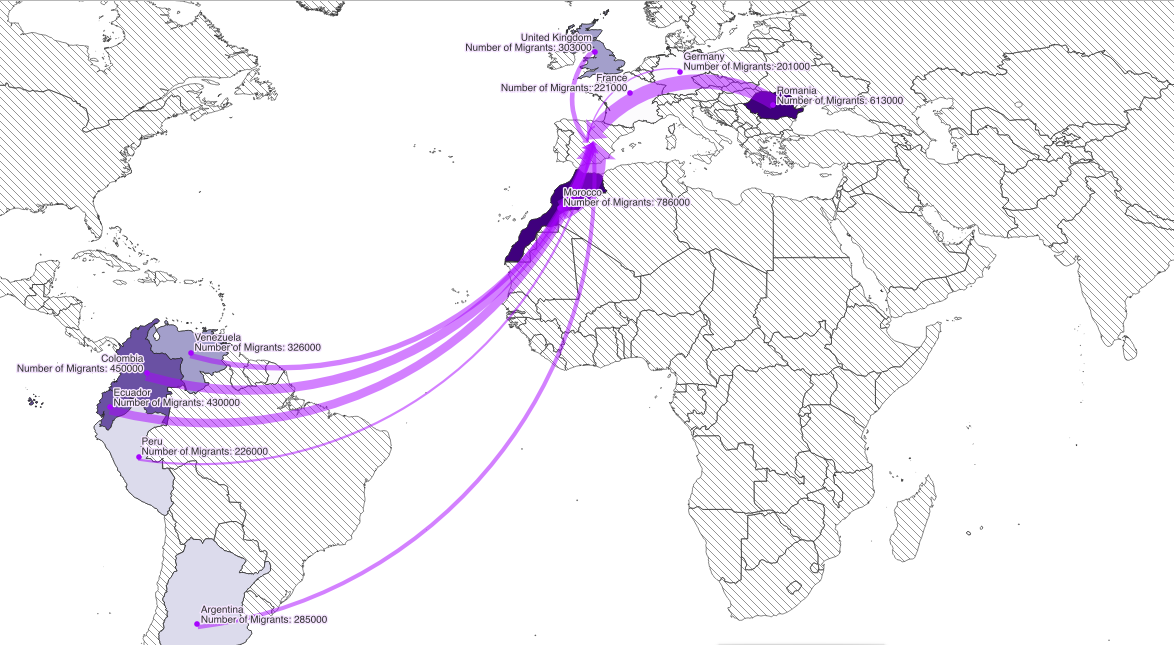 United Kingdom
Number of Migrants: 303000
Germany
Number of Migrants: 201000
France
Number of Migrants: 221000
Romania
Number of Migrants: 613000
Morocco
Number of Migrants: 786000
Venezuela
Number of Migrants: 326000
Colombia
Number of Migrants: 450000
Ecuador
Number of Migrants: 430000
Peru
Number of Migrants: 226000
Argentina
Number of Migrants: 285000